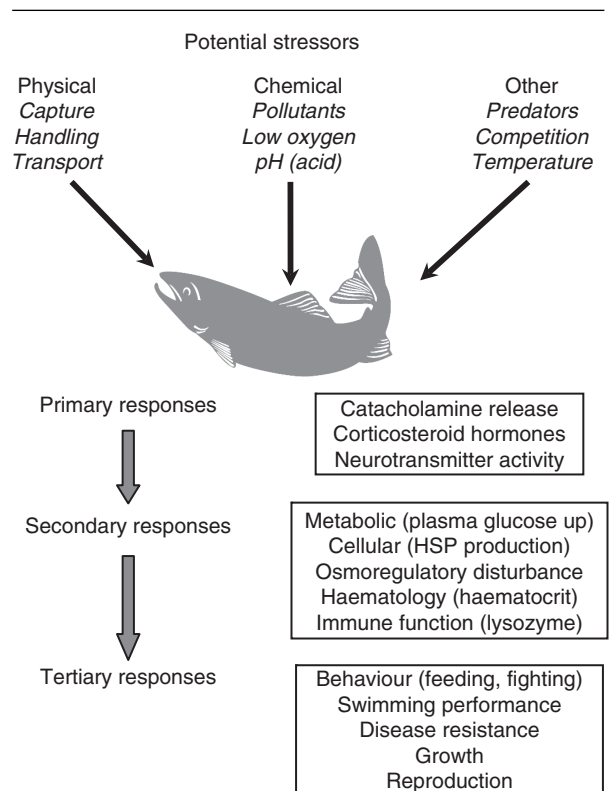 Potential stressors
Physical
Capture
Handling
Transport
Chemical
Pollutants
Low oxygen
pH (acid)
Other
Predators
Competition
Temperature
Primary responses
Catacholamine release
Corticosteroid hormones
Neurotransmitter activity
Secondary responses
Metabolic (plasma glucose up)
Cellular (HSP production)
Osmoregulatory disturbance
Haematology (haematocrit)
Immune function (lysozyme)
Tertiary responses
Behaviour (feeding, fighting)
Swimming performance
Disease resistance
Growth
Reproduction